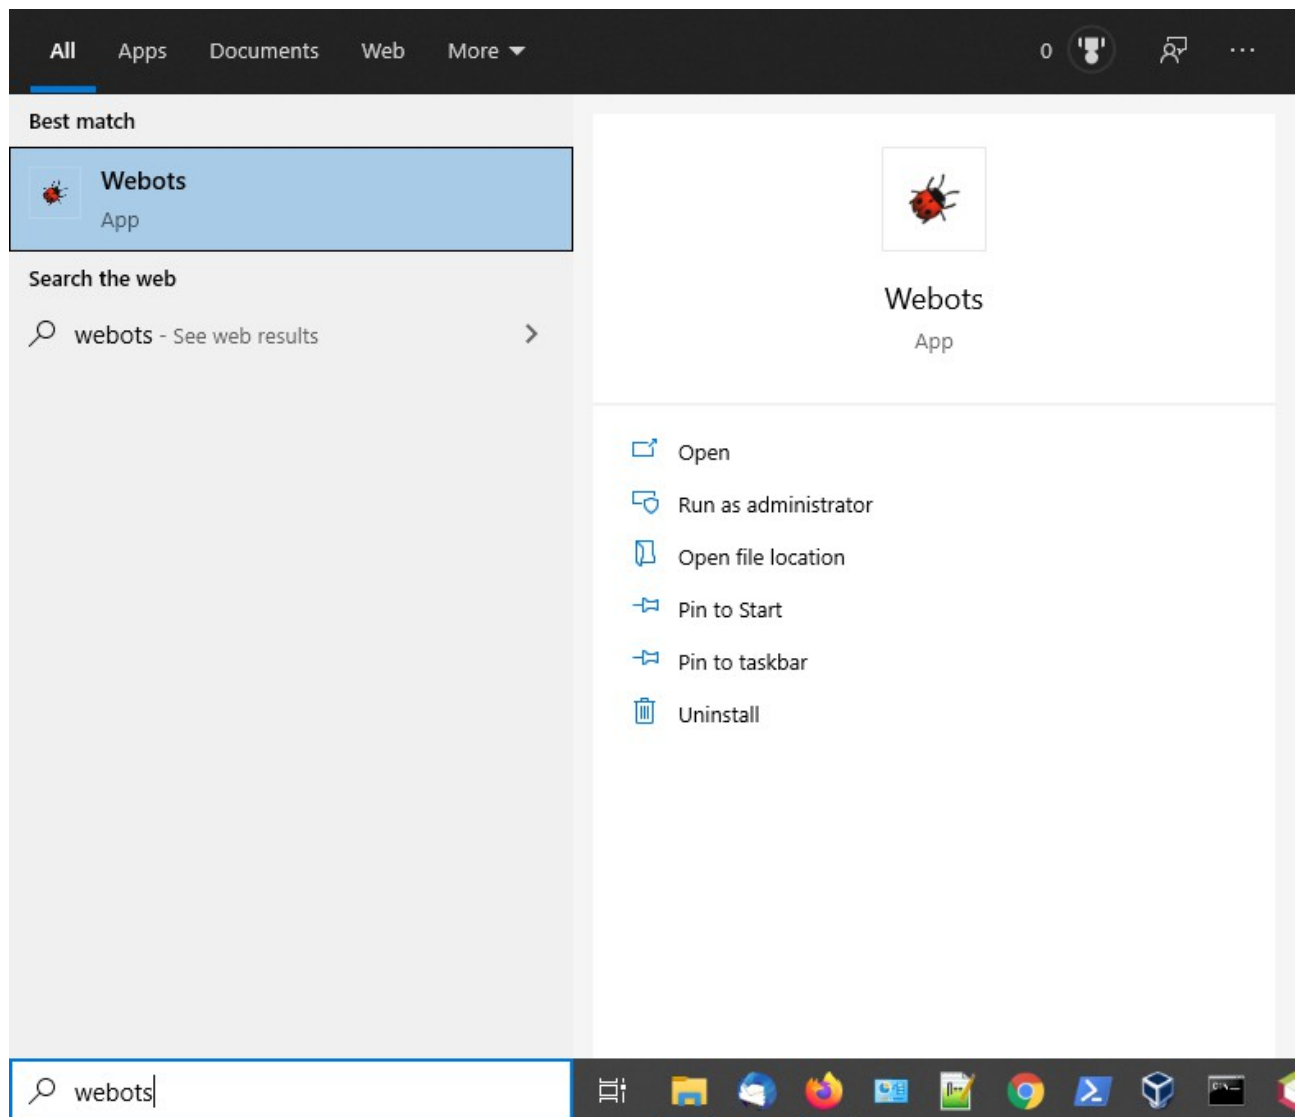 All Apps Documents Web More 0
Best match
Webots
App
Search the web
webots - See web results
Webots
App
Open
Run as administrator
Open file location
Pin to Start
Pin to taskbar
Uninstall
webots